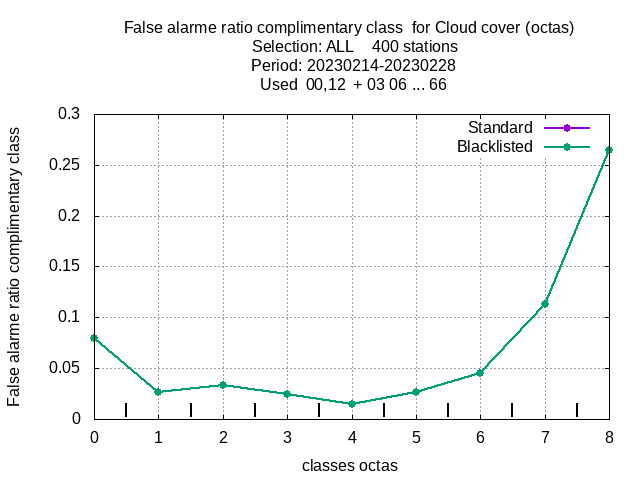 False alarme ratio complimentary class  for Cloud cover (octas)
Selection: ALL    400 stations
Period: 20230214-20230228
Used  00,12  + 03 06 ... 66
False alarme ratio complimentary class
0.3
0.25
0.2
0.15
0.1
0.05
0
Standard
Blacklisted
0 1 2 3 4 5 6 7 8
classes octas